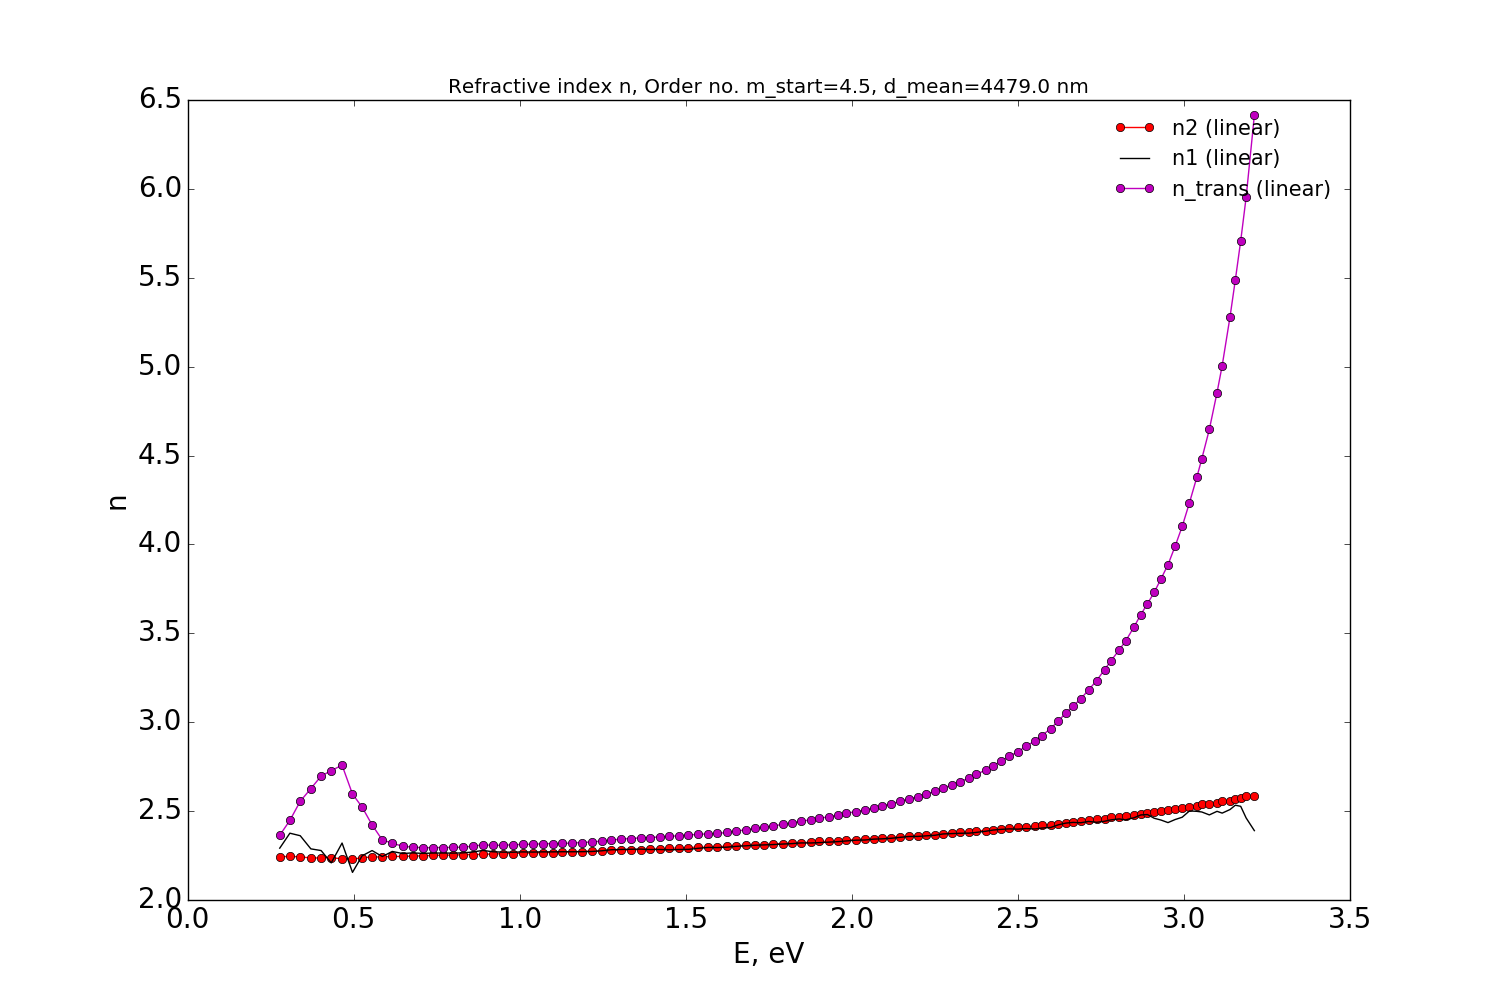 Refractive index n, Order no. m_start=4.5, d_mean=4479.0 nm
6.5
6.0
5.5
5.0
4.5
4.0
3.5
3.0
2.5
2.0
n
n2 (linear)
n1 (linear)
n_trans (linear)
0.0 0.5 1.0 1.5 2.0 2.5 3.0 3.5
E, eV